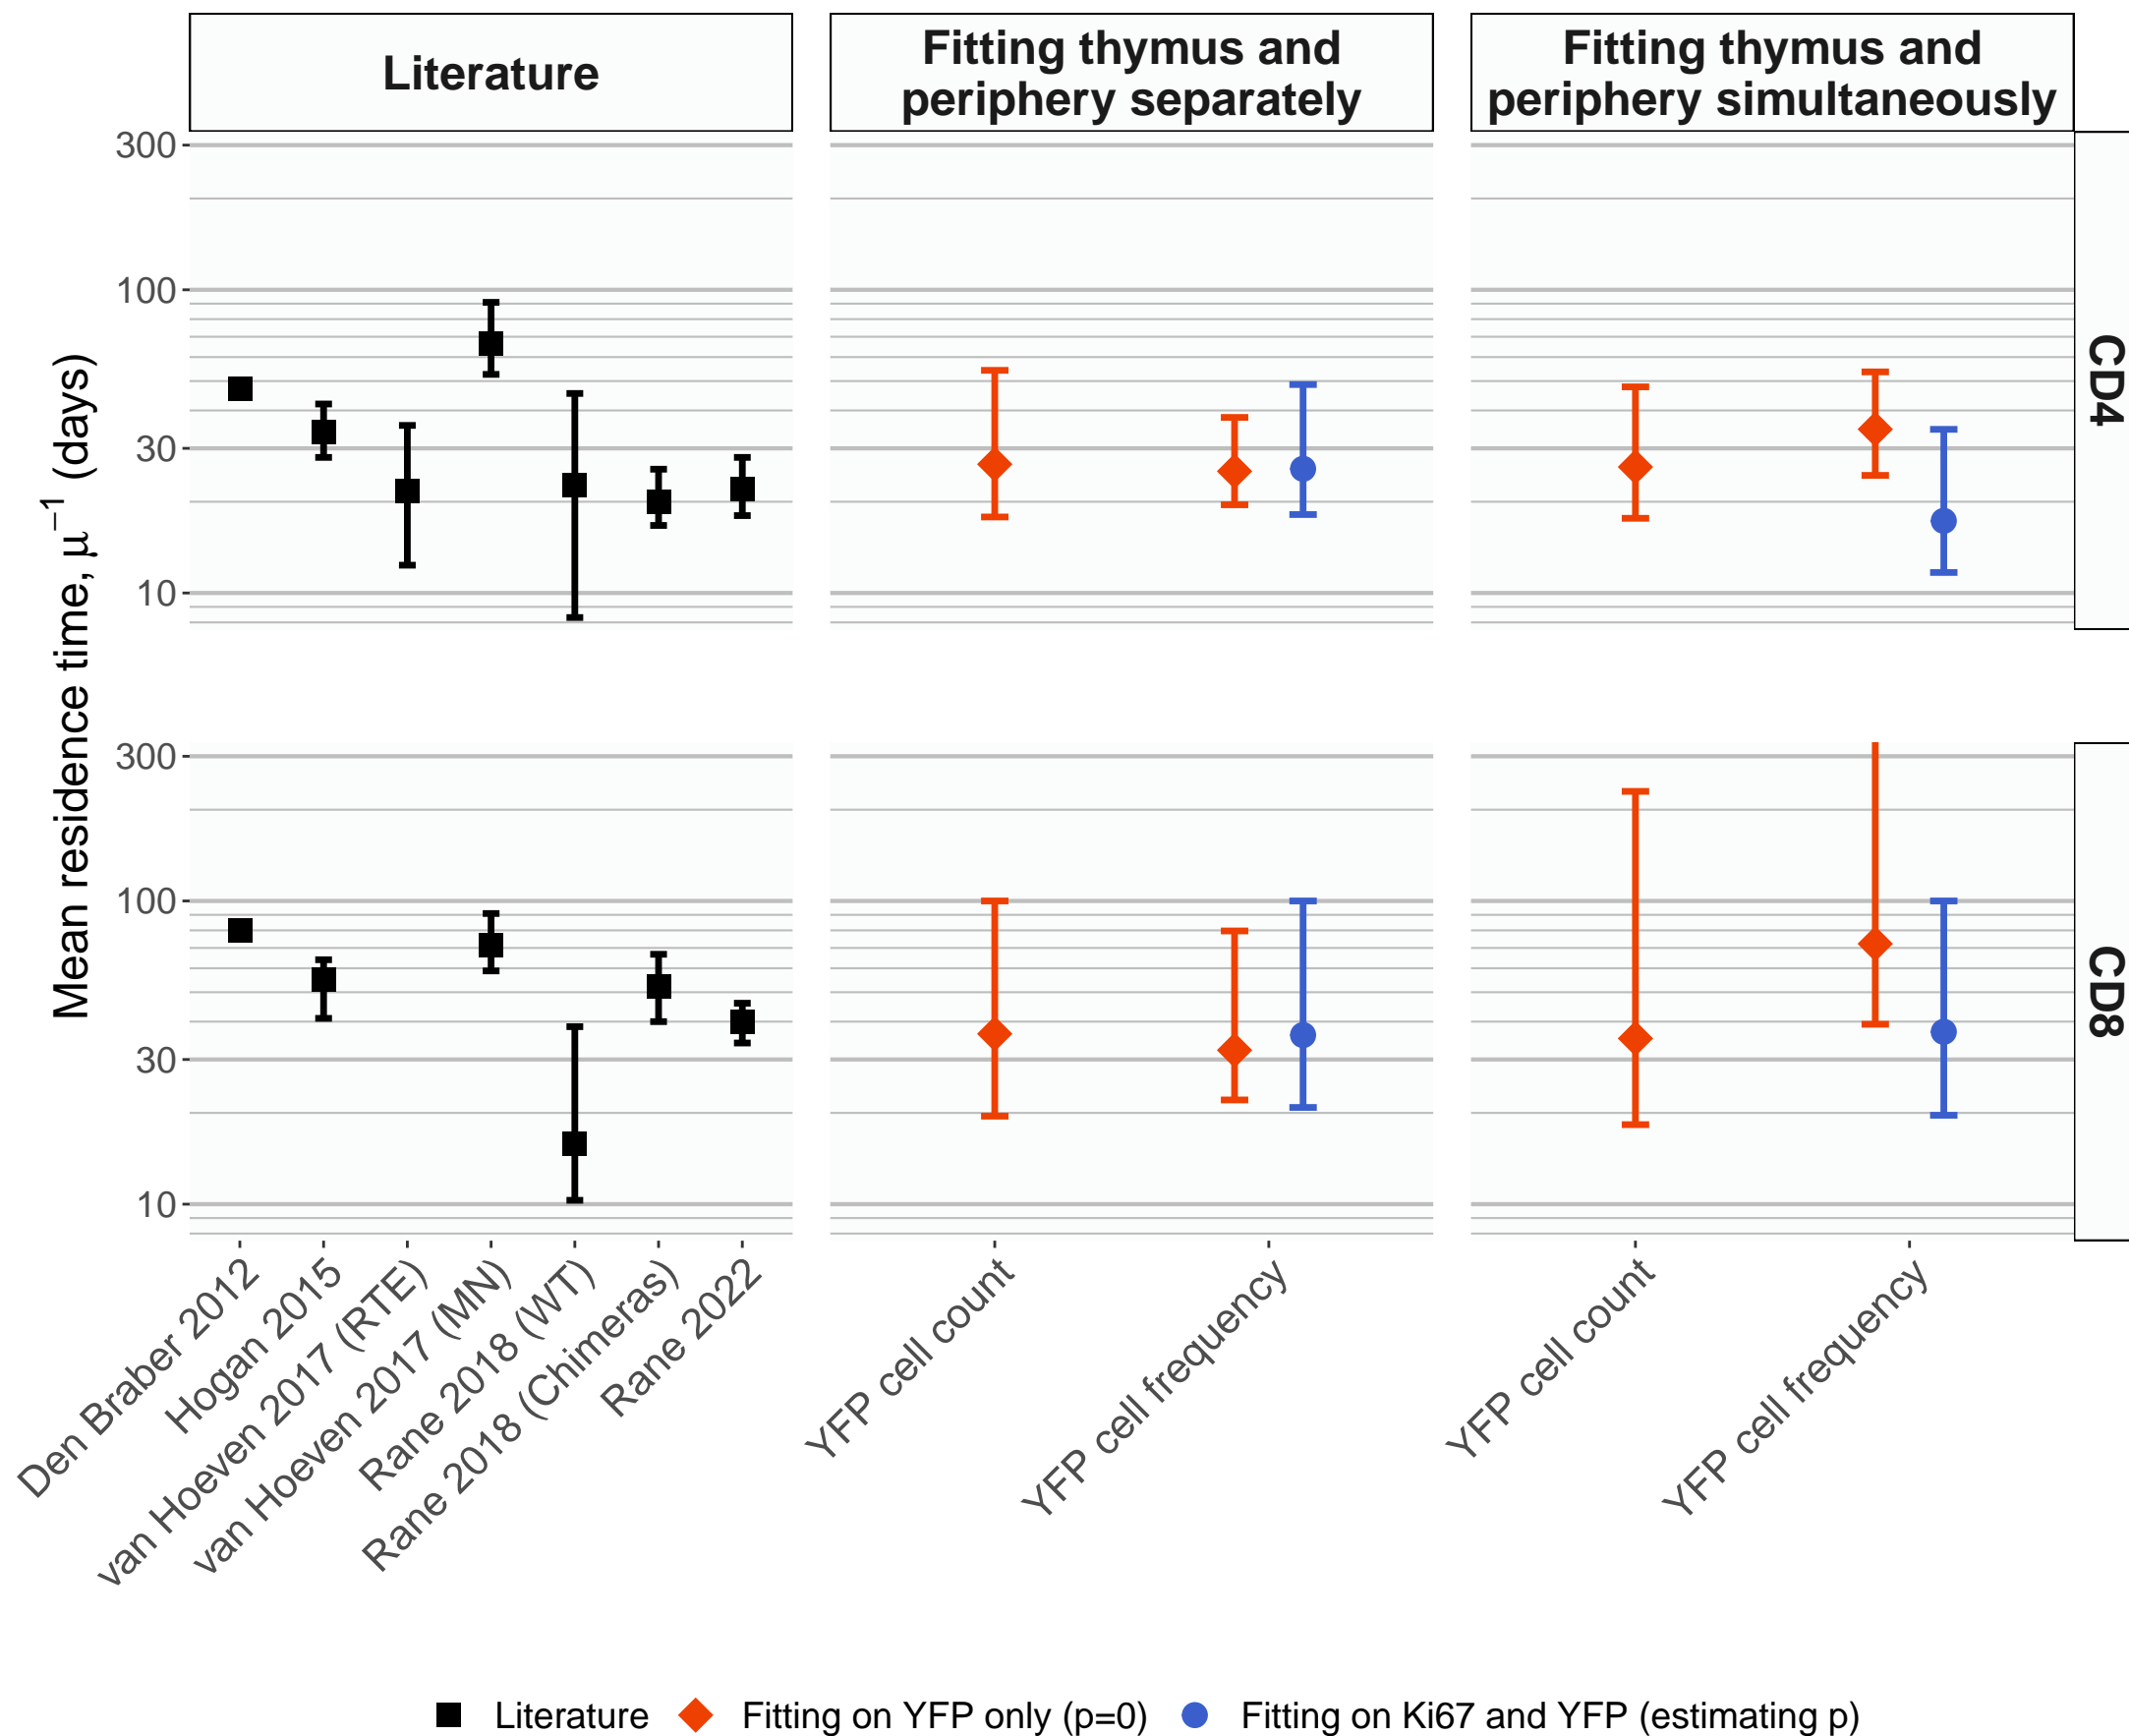 Literature
Fitting thymus and
periphery separately
Fitting thymus and
periphery simultaneously
Mean residence time, μ⁻¹ (days)
300
100
30
10
CD4
300
100
30
10
CD8
Den Braber 2012
Hogan 2015
van Hoeven 2017 (RTE)
van Hoeven 2017 (MN)
Rane 2018 (WT)
Rane 2018 (Chimeras)
Rane 2022
YFP cell count
YFP cell frequency
YFP cell count
YFP cell frequency
Literature
Fitting on YFP only (p=0)
Fitting on Ki67 and YFP (estimating p)